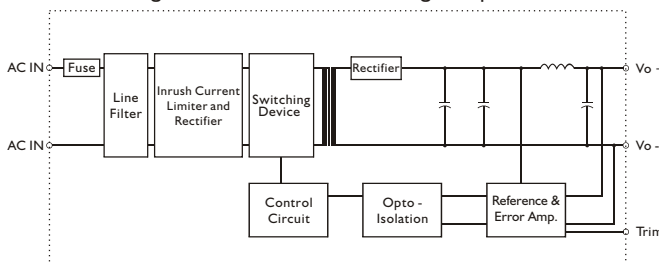 AC IN
Fuse
Rectifier
Vo -
Line
Filter
Inrush Current
Limiter and
Rectifier
Switching
Device
AC IN
Vo -
Control
Circuit
Opto -
Isolation
Reference &
Error Amp.
Trim